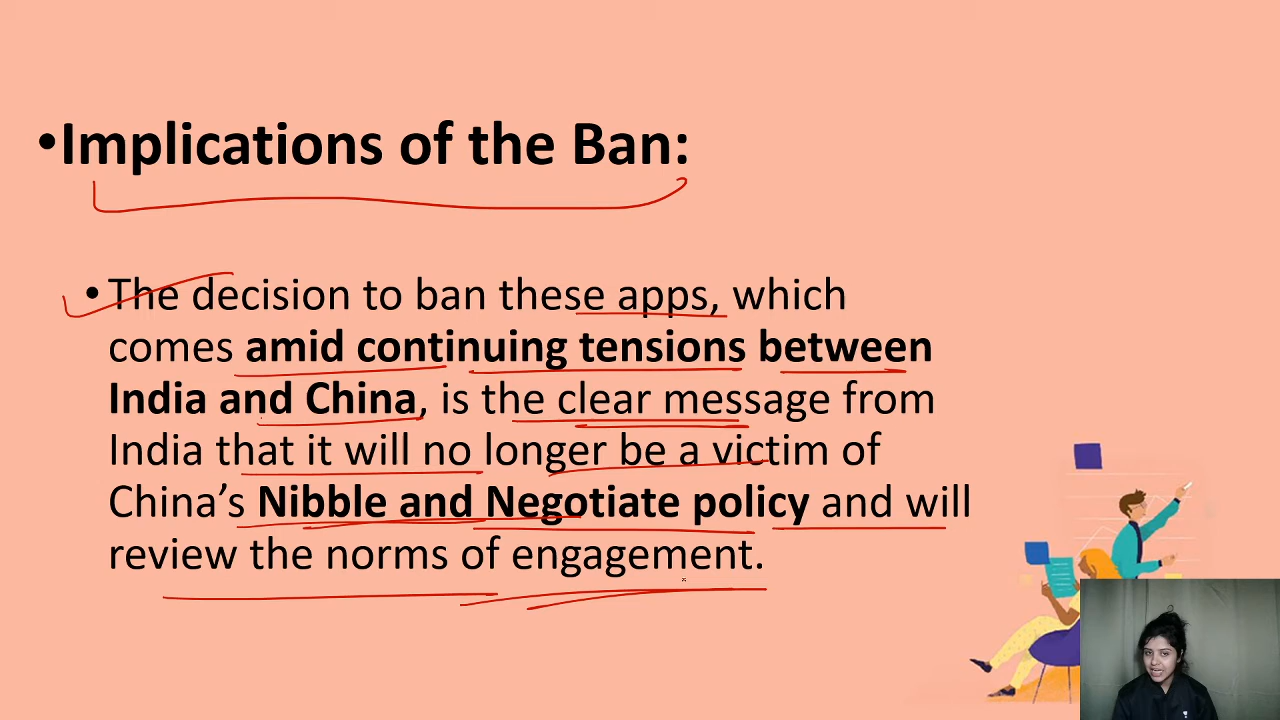 •Implications of the Ban:
• The decision to ban these apps, which
comes amid continuing tensions between
India and China, is the clear message from
India that it will no longer be a victim of
China’s Nibble and Negotiate policy and will
review the norms of engagement.